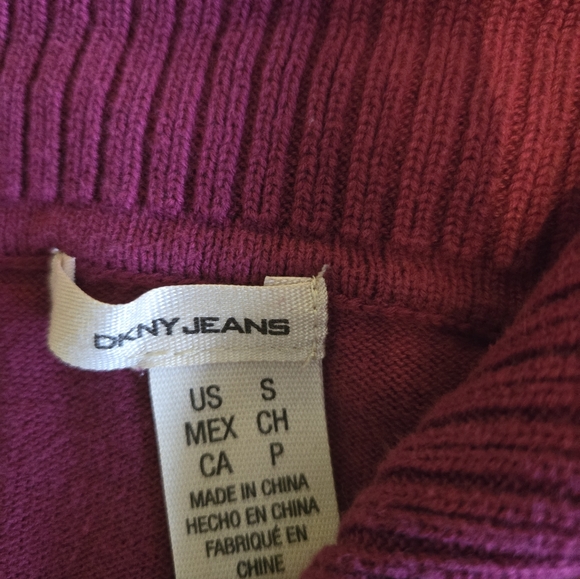 DKNY JEANS
US S
MEX CH
CA P
MADE IN CHINA
HECHO EN CHINA
FABRIQUÉ EN
CHINE